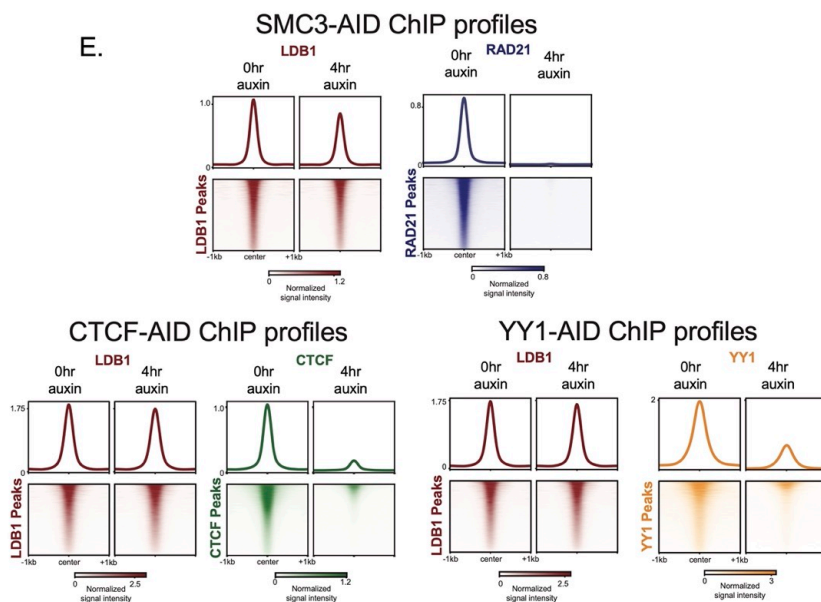 E.
SMC3-AID ChIP profiles
LDB1
RAD21
0hr auxin
4hr auxin
0hr auxin
4hr auxin
1.0
0
0.8
0
LDB1 Peaks
RAD21 Peaks
-1kb center +1kb
-1kb center +1kb
0 1.2
Normalized signal intensity
0 0.8
Normalized signal intensity
CTCF-AID ChIP profiles
LDB1
CTCF
0hr auxin
4hr auxin
0hr auxin
4hr auxin
1.75
0
1.0
0
LDB1 Peaks
CTCF Peaks
-1kb center +1kb
-1kb center +1kb
0 2.5
Normalized signal intensity
0 1.2
Normalized signal intensity
YY1-AID ChIP profiles
LDB1
YY1
0hr auxin
4hr auxin
0hr auxin
4hr auxin
1.75
0
2
0
LDB1 Peaks
YY1 Peaks
-1kb center +1kb
-1kb center +1kb
0 2.5
Normalized signal intensity
0 3
Normalized signal intensity